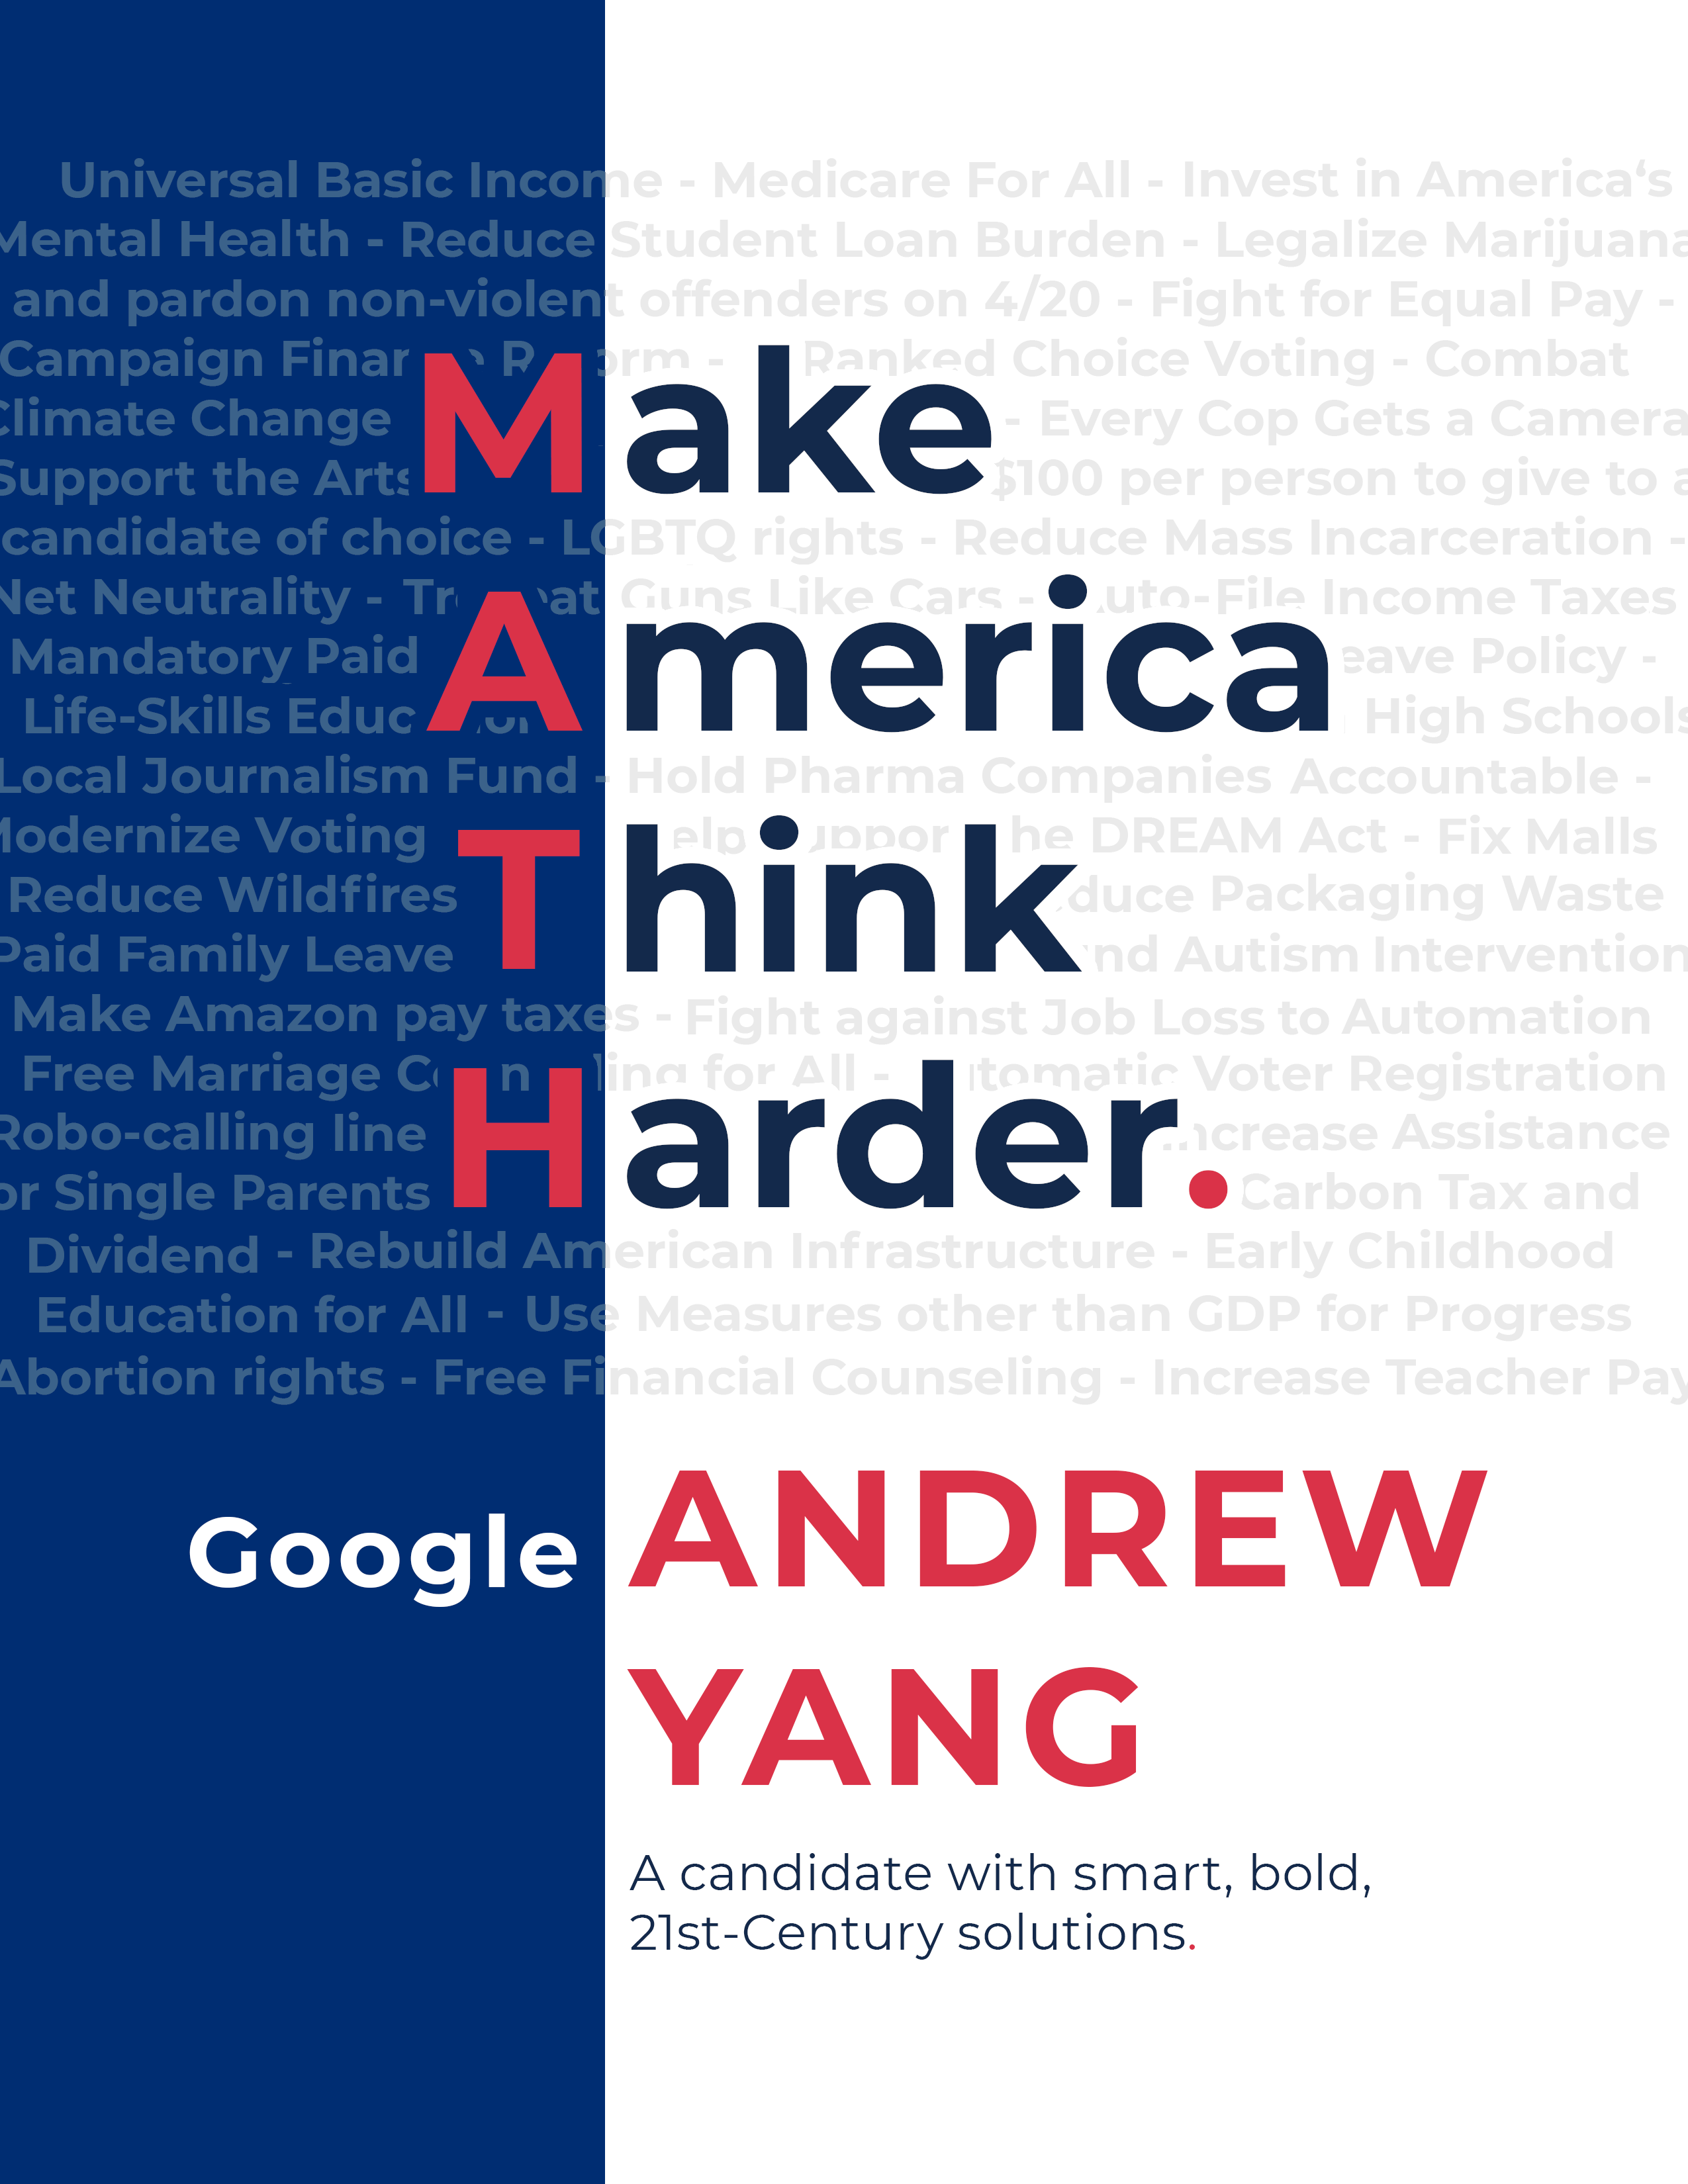 Universal Basic Income - Medicare For All - Invest in America‘s
Mental Health - Reduce Student Loan Burden - Legalize Marijuana
and pardon non-violent offenders on 4/20 - Fight for Equal Pay -
Campaign Ranked Choice Voting - Combat
Climate Change - Every Cop Gets a Camera
Make
Support the Arts $100 per person to give to a
candidate of choice - LGBTQ rights - Reduce Mass Incarceration -
Net Neutrality - Treat Guns Like Cars - Auto-File Income Taxes
Mandatory Paid Leave Policy -
America
Life-Skills High Schools
Local Journalism Fund - Hold Pharma Companies Accountable -
Modernize Voting the DREAM Act - Fix Malls
Think
Reduce Wildfires Reduce Packaging Waste
Paid Family Leave and Autism Intervention
Make Amazon pay taxes - Fight against Job Loss to Automation
Free Marriage Counseling for All - Automatic Voter Registration
Robo-calling line Increase Assistance
Harder.
for Single Parents Carbon Tax and
Dividend - Rebuild American Infrastructure - Early Childhood
Education for All - Use Measures other than GDP for Progress
Abortion rights - Free Financial Counseling - Increase Teacher Pay
Google ANDREW
YANG
A candidate with smart, bold,
21st-Century solutions.